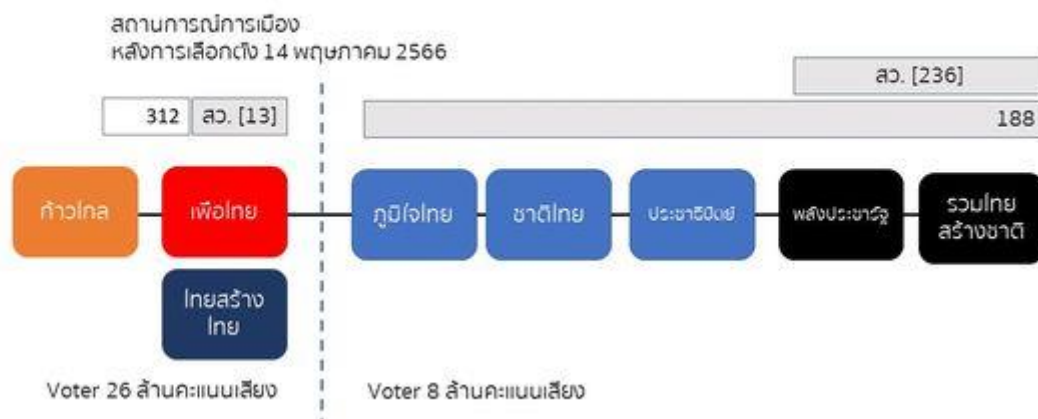 สถานการณ์การเมือง
หลังการเลือกตั้ง 14 พฤษภาคม 2566
สว. [236]
312 สว. [13]
188
ก้าวไกล
เพื่อไทย
ภูมิใจไทย
ชาติไทย
ประชาธิปัตย์
พลังประชารัฐ
รวมไทย
สร้างชาติ
ไทยสร้าง
ไทย
Voter 26 ล้านคะแนนเสียง
Voter 8 ล้านคะแนนเสียง